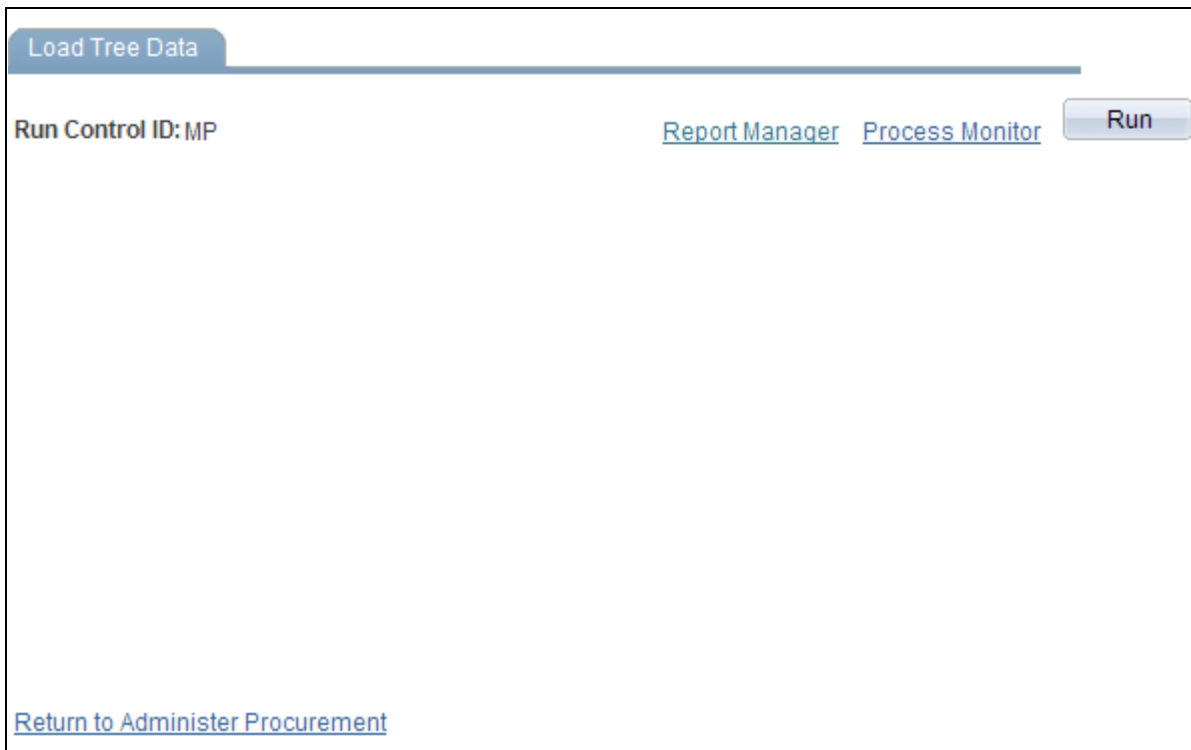 Load Tree Data
Run Control ID: MP Report Manager Process Monitor Run
Return to Administer Procurement